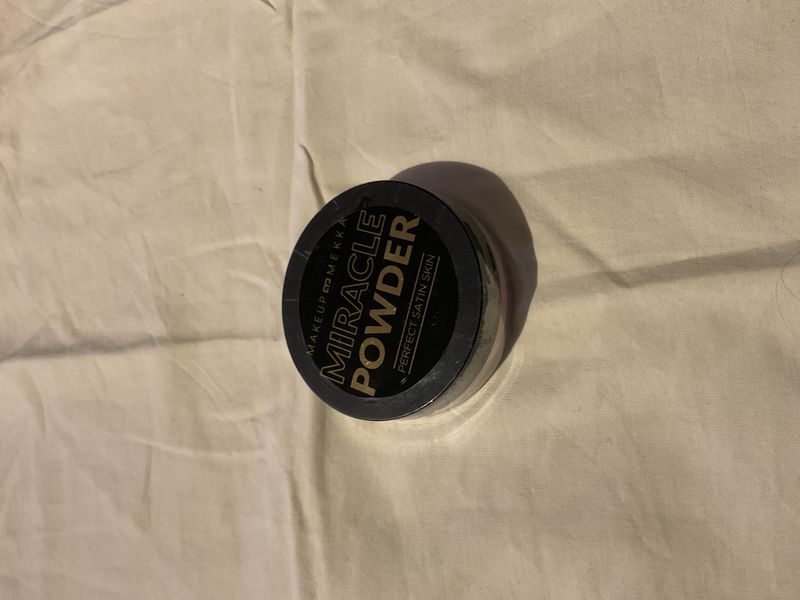 MAKEUP MEKKA
MIRACLE
POWDER
PERFECT SATIN SKIN